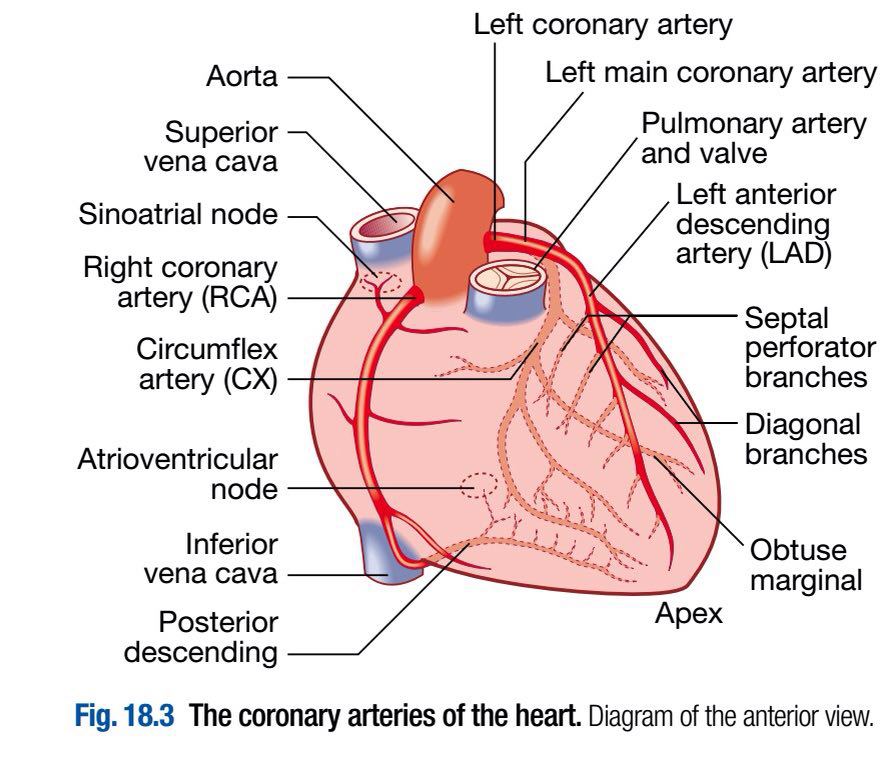 Left coronary artery
Left main coronary artery
Aorta
Pulmonary artery
and valve
Superior
vena cava
Left anterior
descending
artery (LAD)
Sinoatrial node
Right coronary
artery (RCA)
Septal
perforator
branches
Circumflex
artery (CX)
Diagonal
branches
Atrioventricular
node
Inferior
vena cava
Obtuse
marginal
Apex
Posterior
descending
Fig. 18.3 The coronary arteries of the heart. Diagram of the anterior view.